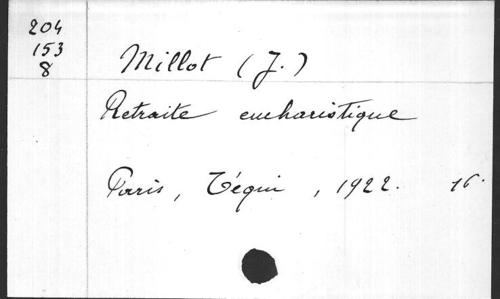 204
153
8
Millot (J.)
Retraite eucharistique
Paris, Téqui, 1922. 16.